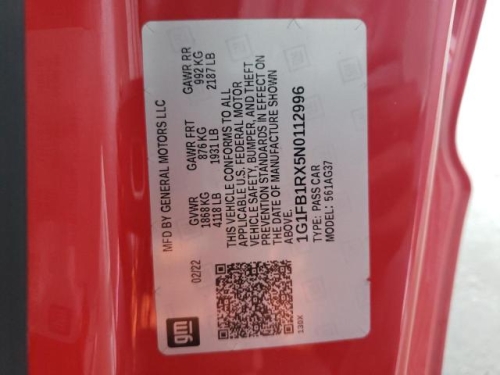 MFD BY GENERAL MOTORS LLC
02/22
GVWR GAWR FRT GAWR RR
1868 KG 876 KG 992 KG
4118 LB 1931 LB 2187 LB
THIS VEHICLE CONFORMS TO ALL
APPLICABLE U.S. FEDERAL MOTOR
VEHICLE SAFETY, BUMPER, AND THEFT
PREVENTION STANDARDS IN EFFECT ON
THE DATE OF MANUFACTURE SHOWN
ABOVE.
1G1FB1RX5N0112996
TYPE: PASS CAR
MODEL: 561AG37
gm
130X